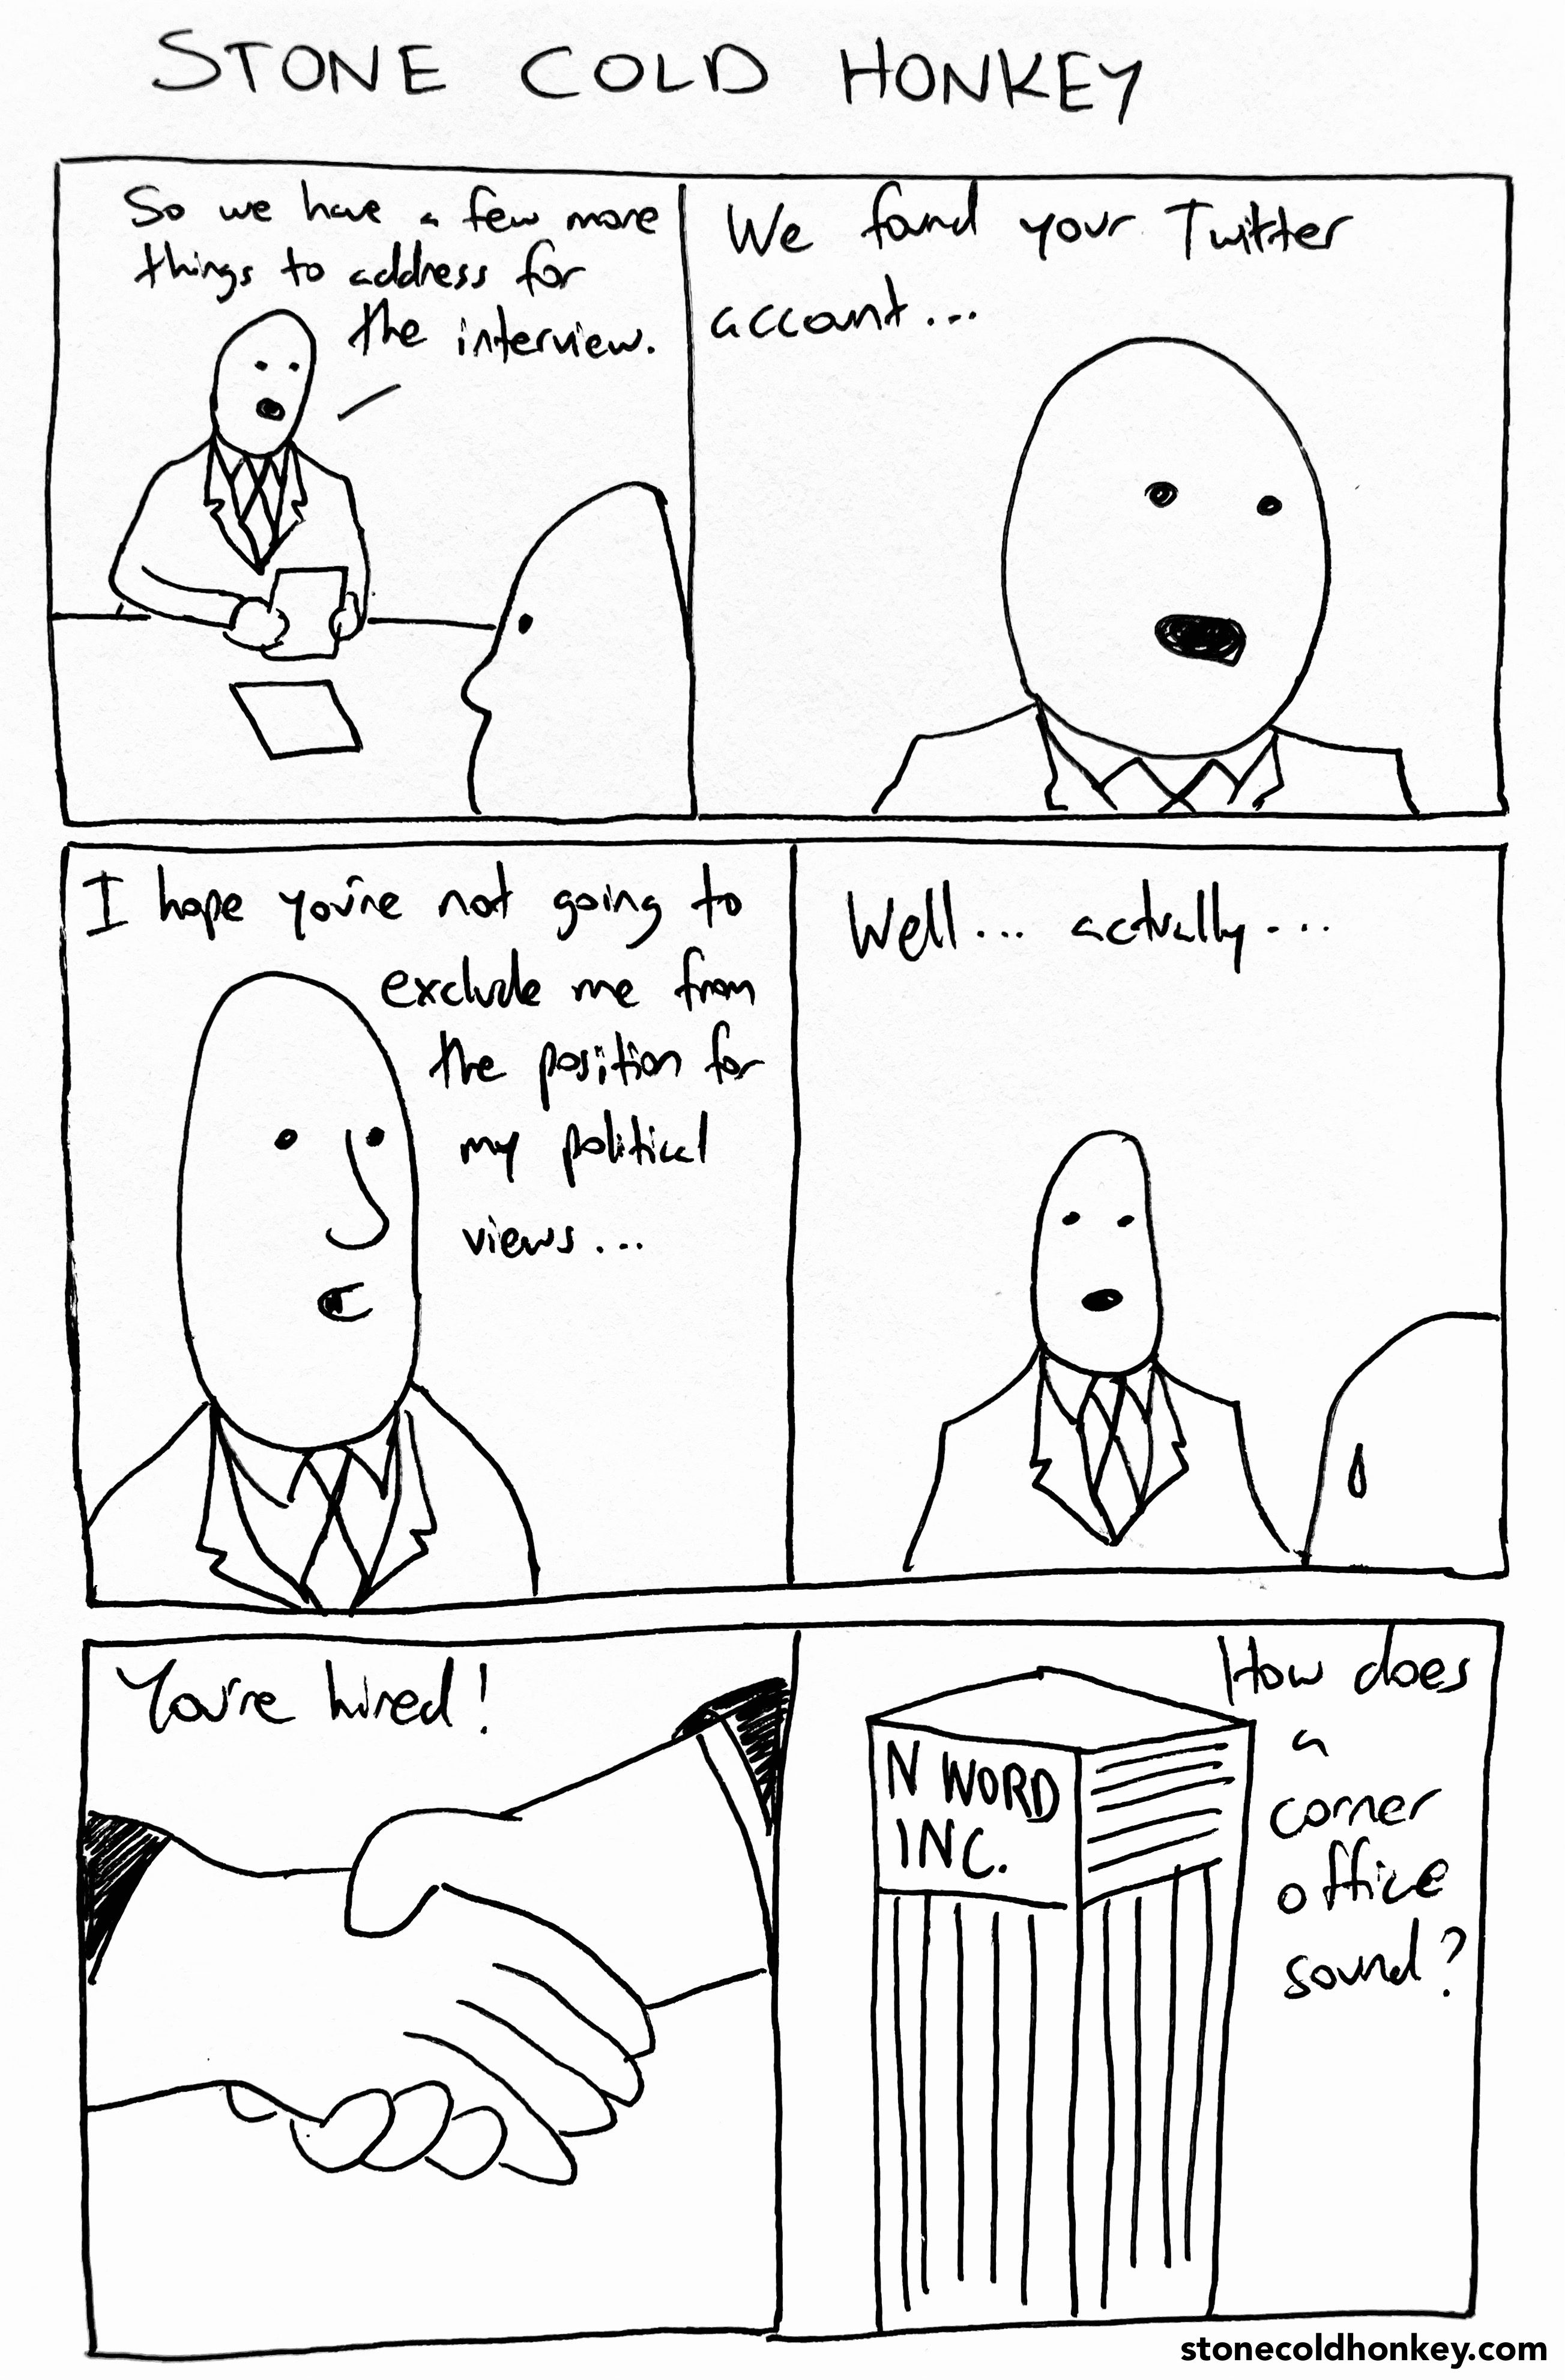 STONE COLD HONKEY
So we have a few more
things to address for
the interview.
We found your Twitter
account...
I hope you're not going to
exclude me from
the position for
my political
views...
Well... actually...
You're hired!
N WORD
INC.
How does
a
corner
office
sound?
stonecoldhonkey.com